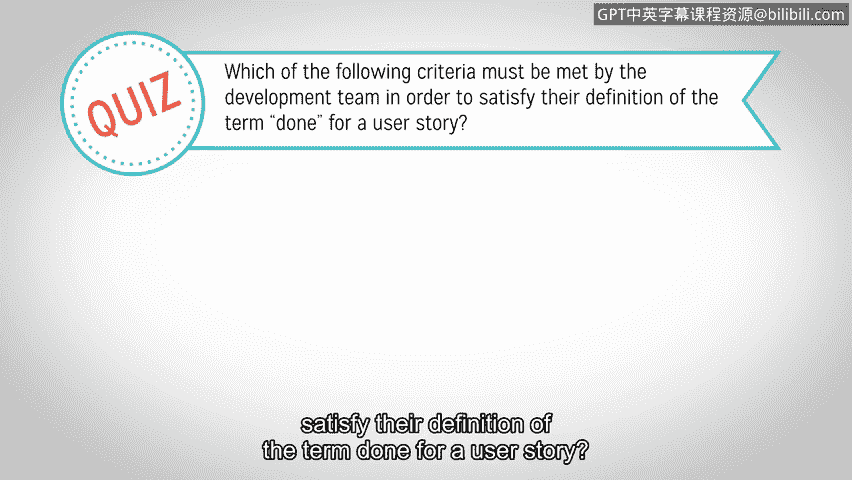 GPT中英字幕课程资源@bilibili.com
QUIZ
Which of the following criteria must be met by the
development team in order to satisfy their definition of the
term “done” for a user story?
satisfy their definition of
the term done for a user story?